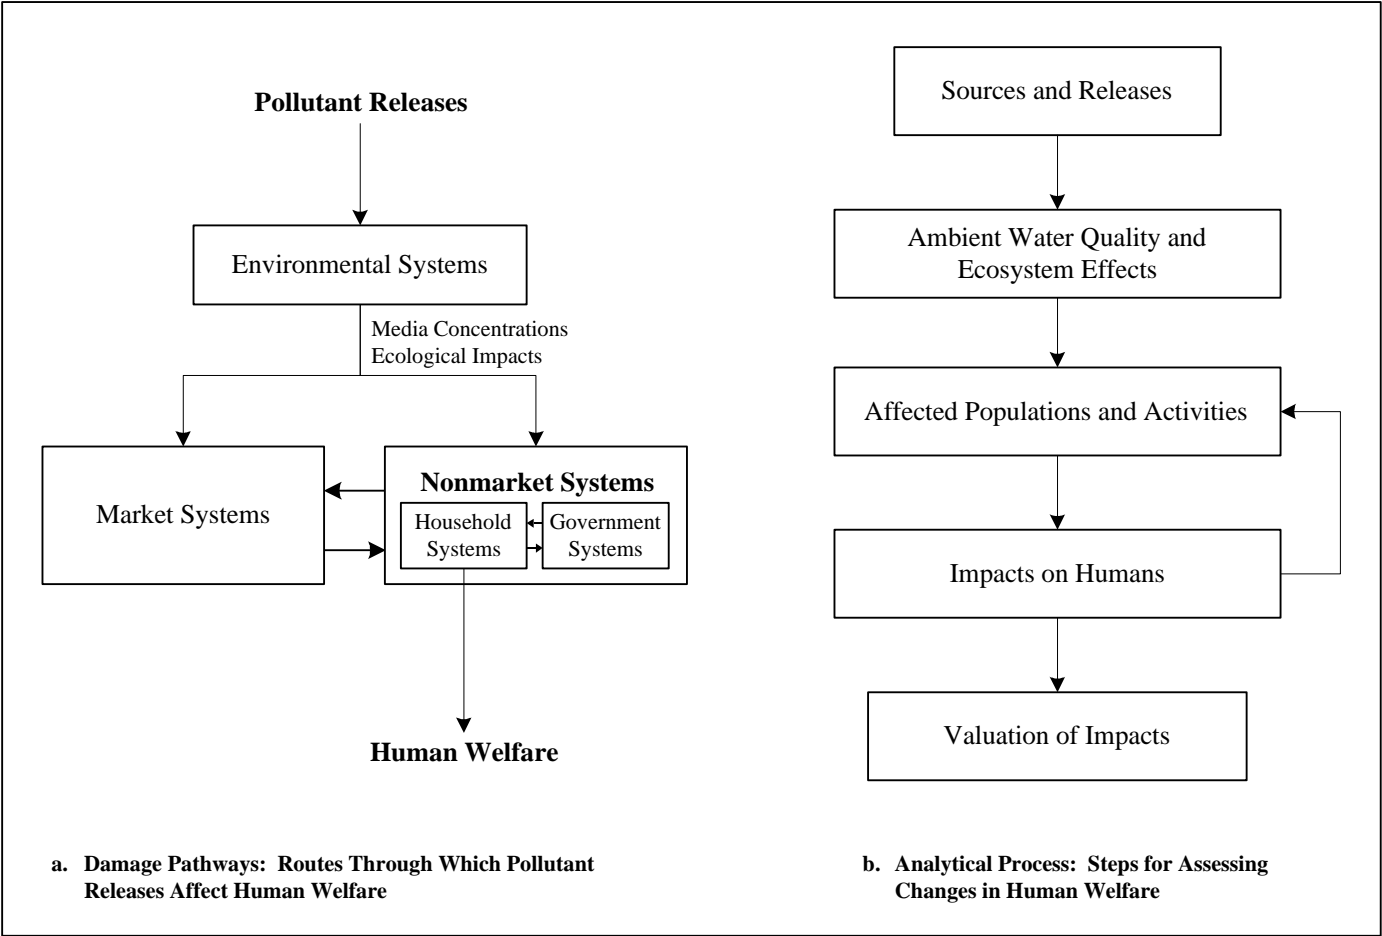 Pollutant Releases
Environmental Systems
Media Concentrations
Ecological Impacts
Market Systems
Nonmarket Systems
Household
Systems
Government
Systems
Human Welfare
a. Damage Pathways: Routes Through Which Pollutant
Releases Affect Human Welfare
Sources and Releases
Ambient Water Quality and
Ecosystem Effects
Affected Populations and Activities
Impacts on Humans
Valuation of Impacts
b. Analytical Process: Steps for Assessing
Changes in Human Welfare